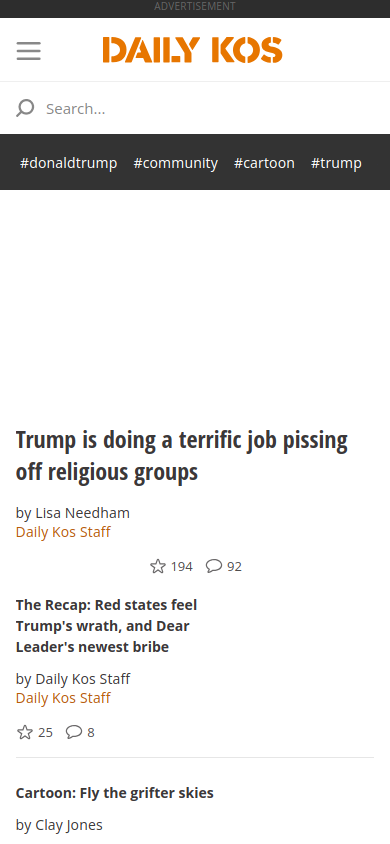 ADVERTISEMENT
DAILY KOS
Search...
#donaldtrump #community #cartoon #trump
Trump is doing a terrific job pissing
off religious groups
by Lisa Needham
Daily Kos Staff
194 92
The Recap: Red states feel
Trump's wrath, and Dear
Leader's newest bribe
by Daily Kos Staff
Daily Kos Staff
25 8
Cartoon: Fly the grifter skies
by Clay Jones